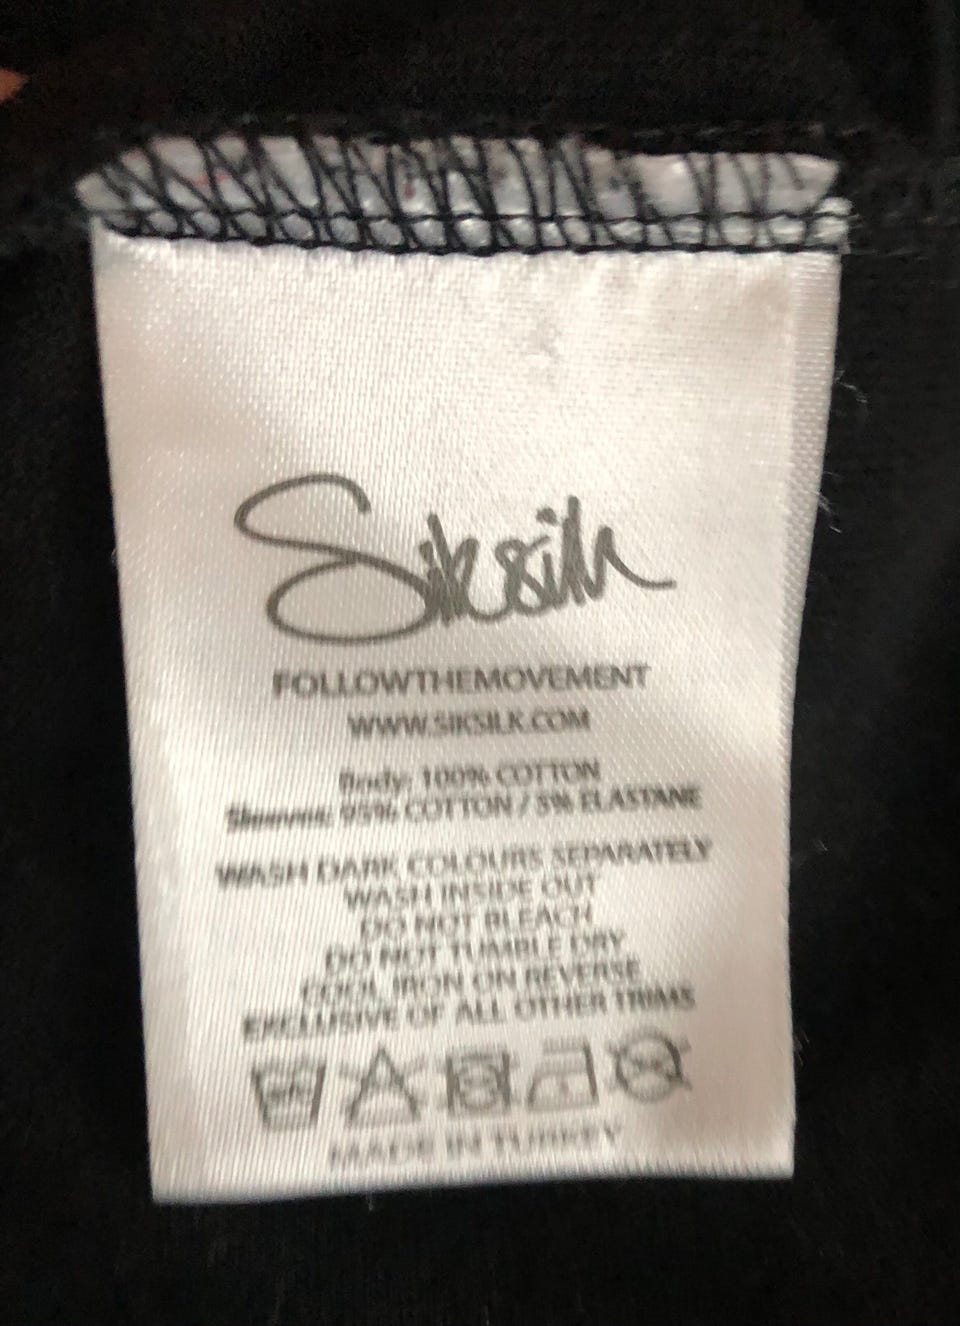 Siksilk
FOLLOWTHEMOVEMENT
WWW.SIKSILK.COM
Body: 100% COTTON
Sleeves: 95% COTTON / 5% ELASTANE
WASH DARK COLOURS SEPARATELY
WASH INSIDE OUT
DO NOT BLEACH
DO NOT TUMBLE DRY
COOL IRON ON REVERSE
EXCLUSIVE OF ALL OTHER TRIMS
MADE IN TURKEY